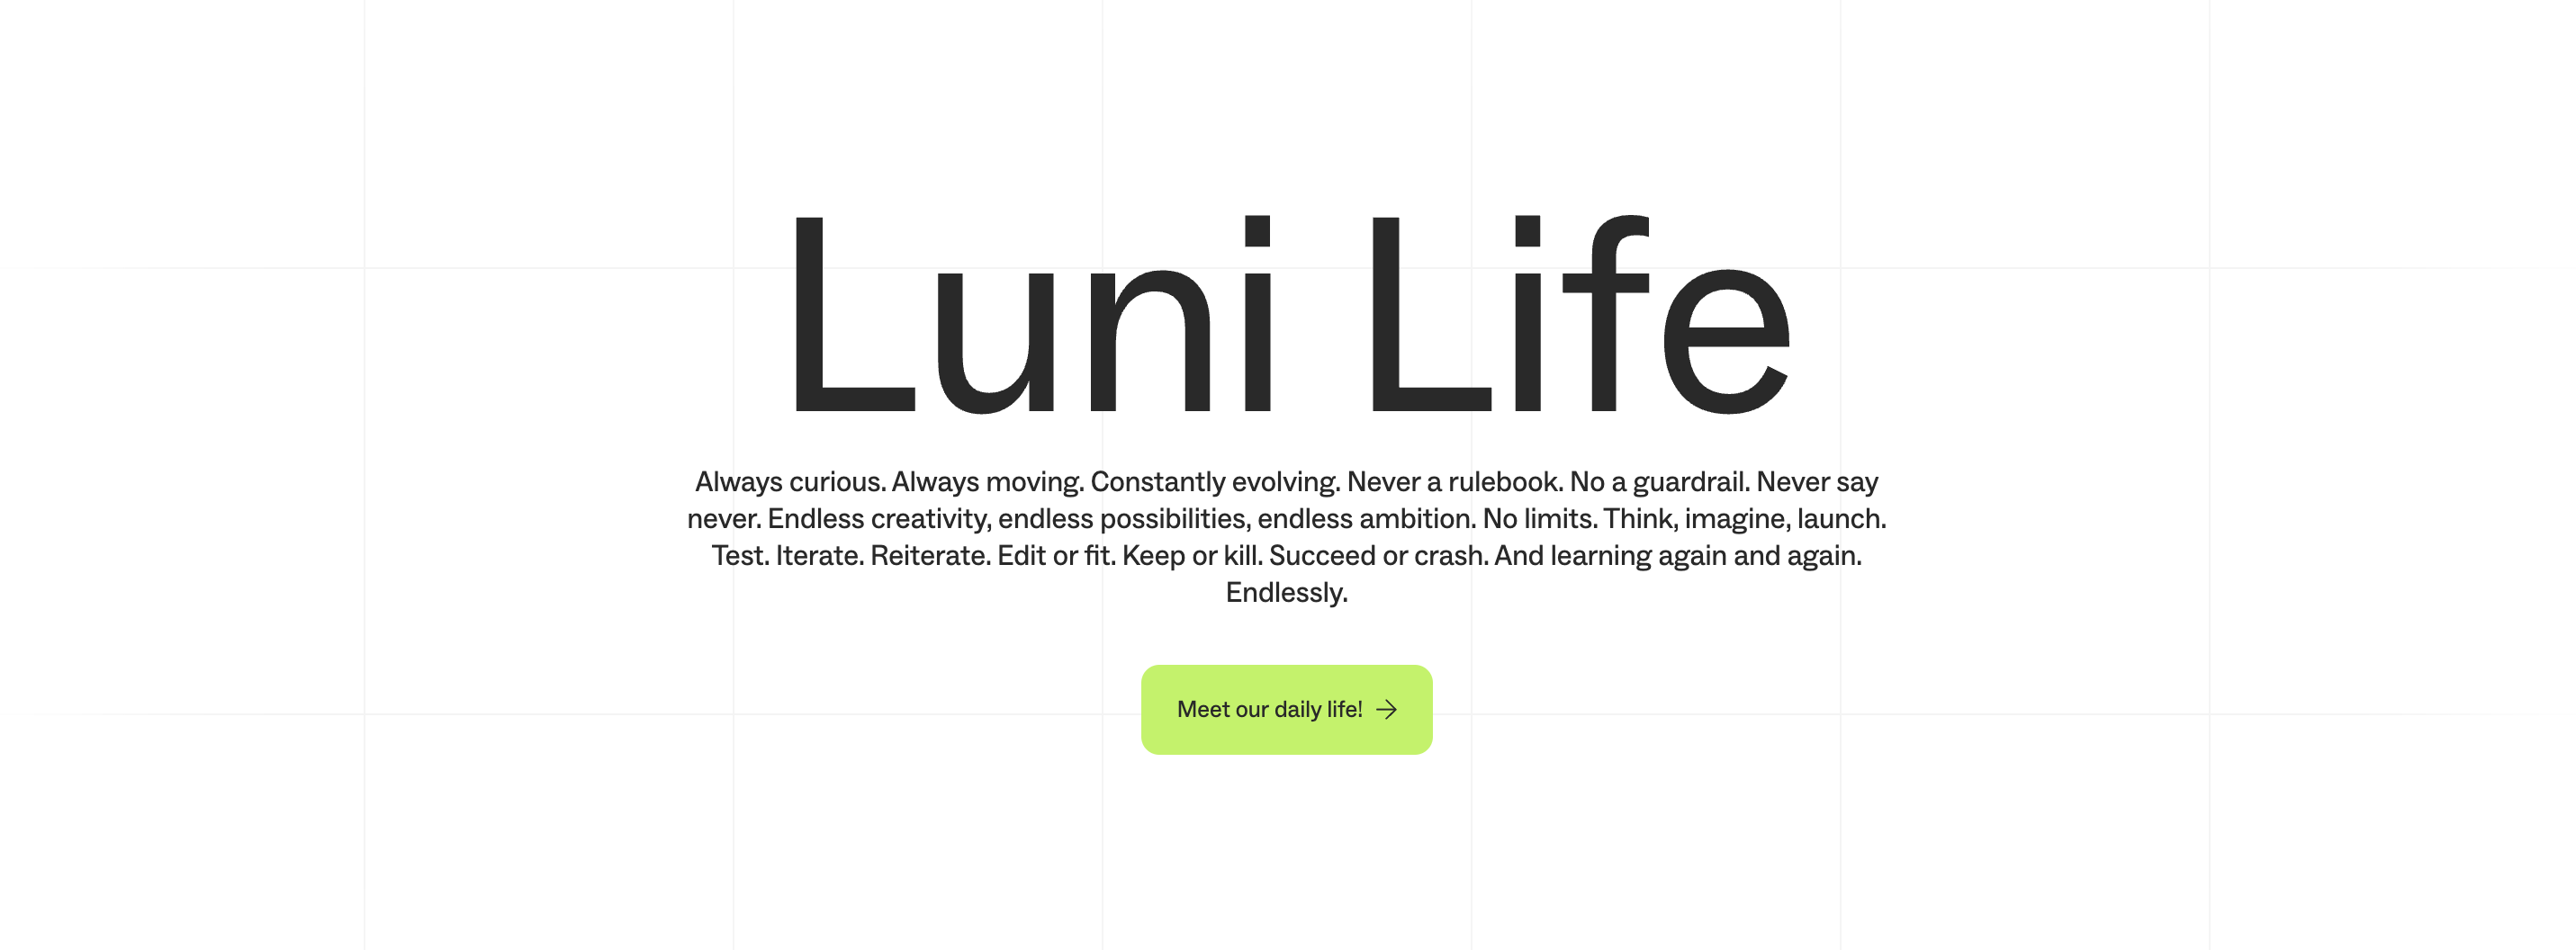 Luni Life
Always curious. Always moving. Constantly evolving. Never a rulebook. No a guardrail. Never say
never. Endless creativity, endless possibilities, endless ambition. No limits. Think, imagine, launch.
Test. Iterate. Reiterate. Edit or fit. Keep or kill. Succeed or crash. And learning again and again.
Endlessly.
Meet our daily life! →